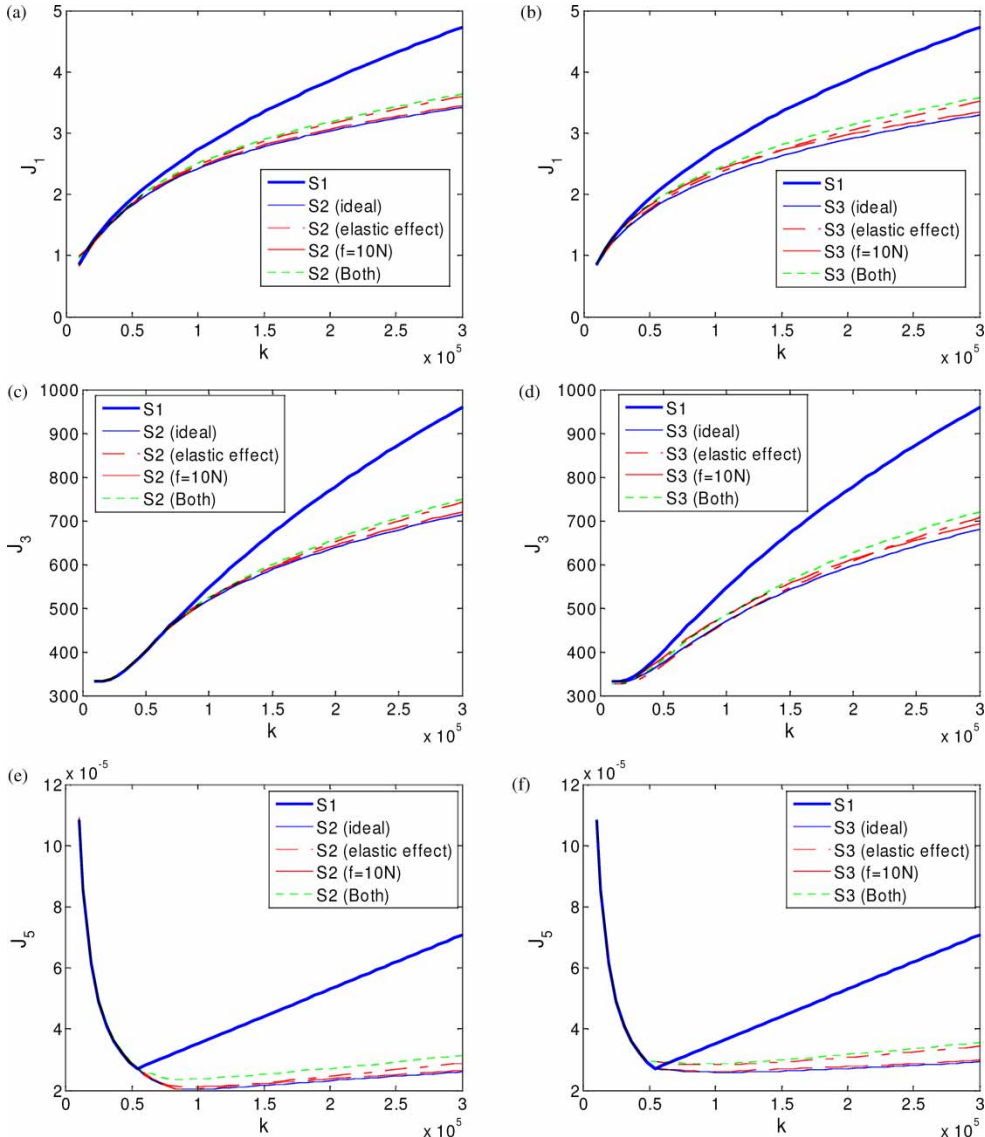 (a)
5
4
3
2
1
0
J1
S1
S2 (ideal)
S2 (elastic effect)
S2 (f=10N)
S2 (Both)
0 0.5 1 1.5 2 2.5 3
k
x 10^5
(b)
5
4
3
2
1
0
J1
S1
S3 (ideal)
S3 (elastic effect)
S3 (f=10N)
S3 (Both)
0 0.5 1 1.5 2 2.5 3
k
x 10^5
(c)
1000
900
800
700
600
500
400
300
J3
S1
S2 (ideal)
S2 (elastic effect)
S2 (f=10N)
S2 (Both)
0 0.5 1 1.5 2 2.5 3
k
x 10^5
(d)
1000
900
800
700
600
500
400
300
J3
S1
S3 (ideal)
S3 (elastic effect)
S3 (f=10N)
S3 (Both)
0 0.5 1 1.5 2 2.5 3
k
x 10^5
(e)
x 10^-5
12
10
8
6
4
2
J5
S1
S2 (ideal)
S2 (elastic effect)
S2 (f=10N)
S2 (Both)
0 0.5 1 1.5 2 2.5 3
k
x 10^5
(f)
x 10^-5
12
10
8
6
4
2
J5
S1
S3 (ideal)
S3 (elastic effect)
S3 (f=10N)
S3 (Both)
0 0.5 1 1.5 2 2.5 3
k
x 10^5